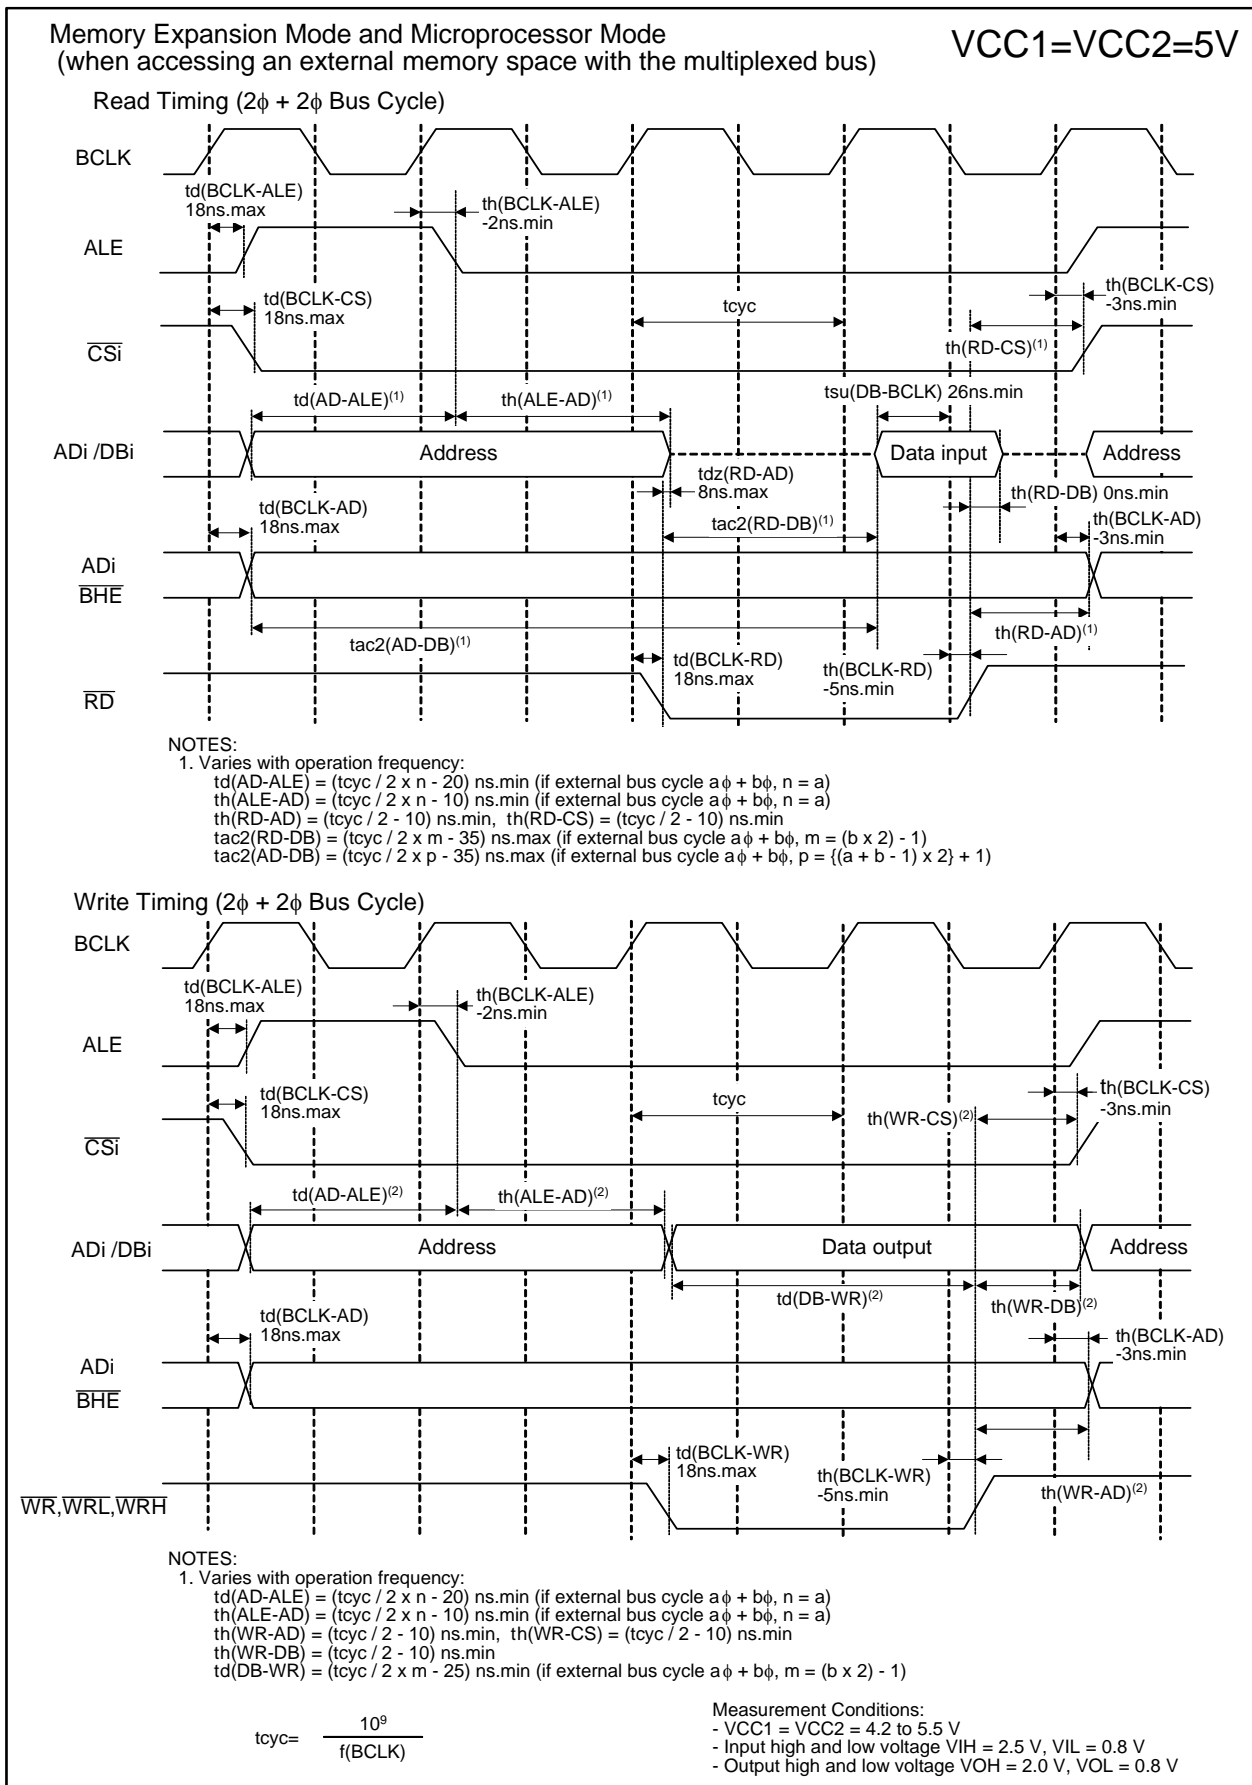 Memory Expansion Mode and Microprocessor Mode
(when accessing an external memory space with the multiplexed bus)
VCC1=VCC2=5V
Read Timing (2ϕ + 2ϕ Bus Cycle)
BCLK
td(BCLK-ALE)
18ns.max
th(BCLK-ALE)
-2ns.min
ALE
td(BCLK-CS)
18ns.max
tcyc
th(BCLK-CS)
-3ns.min
CSi
th(RD-CS)(1)
td(AD-ALE)(1)
th(ALE-AD)(1)
tsu(DB-BCLK) 26ns.min
ADi /DBi
Address
Data input
Address
tdz(RD-AD)
8ns.max
th(RD-DB) 0ns.min
td(BCLK-AD)
18ns.max
tac2(RD-DB)(1)
th(BCLK-AD)
-3ns.min
ADi
BHE
tac2(AD-DB)(1)
th(RD-AD)(1)
td(BCLK-RD)
18ns.max
th(BCLK-RD)
-5ns.min
RD
NOTES:
1. Varies with operation frequency:
td(AD-ALE) = (tcyc / 2 x n - 20) ns.min (if external bus cycle aϕ + bϕ, n = a)
th(ALE-AD) = (tcyc / 2 x n - 10) ns.min (if external bus cycle aϕ + bϕ, n = a)
th(RD-AD) = (tcyc / 2 - 10) ns.min, th(RD-CS) = (tcyc / 2 - 10) ns.min
tac2(RD-DB) = (tcyc / 2 x m - 35) ns.max (if external bus cycle aϕ + bϕ, m = (b x 2) - 1)
tac2(AD-DB) = (tcyc / 2 x p - 35) ns.max (if external bus cycle aϕ + bϕ, p = {(a + b - 1) x 2} + 1)
Write Timing (2ϕ + 2ϕ Bus Cycle)
BCLK
td(BCLK-ALE)
18ns.max
th(BCLK-ALE)
-2ns.min
ALE
td(BCLK-CS)
18ns.max
tcyc
th(WR-CS)(2)
th(BCLK-CS)
-3ns.min
CSi
td(AD-ALE)(2)
th(ALE-AD)(2)
ADi /DBi
Address
Data output
Address
td(DB-WR)(2)
th(WR-DB)(2)
td(BCLK-AD)
18ns.max
th(BCLK-AD)
-3ns.min
ADi
BHE
td(BCLK-WR)
18ns.max
th(BCLK-WR)
-5ns.min
th(WR-AD)(2)
WR,WRL,WRH
NOTES:
1. Varies with operation frequency:
td(AD-ALE) = (tcyc / 2 x n - 20) ns.min (if external bus cycle aϕ + bϕ, n = a)
th(ALE-AD) = (tcyc / 2 x n - 10) ns.min (if external bus cycle aϕ + bϕ, n = a)
th(WR-AD) = (tcyc / 2 - 10) ns.min, th(WR-CS) = (tcyc / 2 - 10) ns.min
th(WR-DB) = (tcyc / 2 - 10) ns.min
td(DB-WR) = (tcyc / 2 x m - 25) ns.min (if external bus cycle aϕ + bϕ, m = (b x 2) - 1)
tcyc=
10⁹
f(BCLK)
Measurement Conditions:
- VCC1 = VCC2 = 4.2 to 5.5 V
- Input high and low voltage VIH = 2.5 V, VIL = 0.8 V
- Output high and low voltage VOH = 2.0 V, VOL = 0.8 V